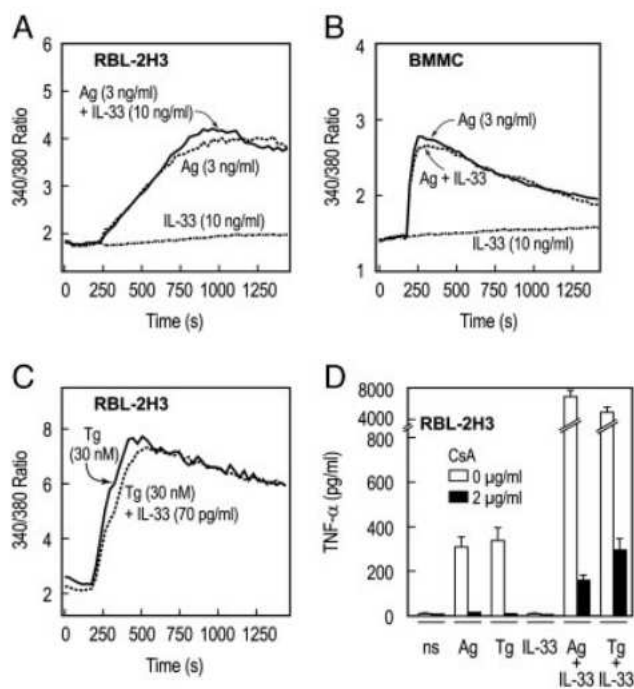 A
RBL-2H3
6
5
4
3
2
340/380 Ratio
Ag (3 ng/ml)
+ IL-33 (10 ng/ml)
Ag (3 ng/ml)
IL-33 (10 ng/ml)
0 250 500 750 1000 1250
Time (s)
B
BMMC
4
3
2
1
340/380 Ratio
Ag (3 ng/ml)
Ag + IL-33
IL-33 (10 ng/ml)
0 250 500 750 1000 1250
Time (s)
C
RBL-2H3
8
6
4
2
340/380 Ratio
Tg
(30 nM)
Tg (30 nM)
+ IL-33 (70 pg/ml)
0 250 500 750 1000 1250
Time (s)
D
RBL-2H3
8000
4000
800
600
400
200
0
TNF-α (pg/ml)
CsA
0 μg/ml
2 μg/ml
ns Ag Tg IL-33 Ag + IL-33 Tg + IL-33